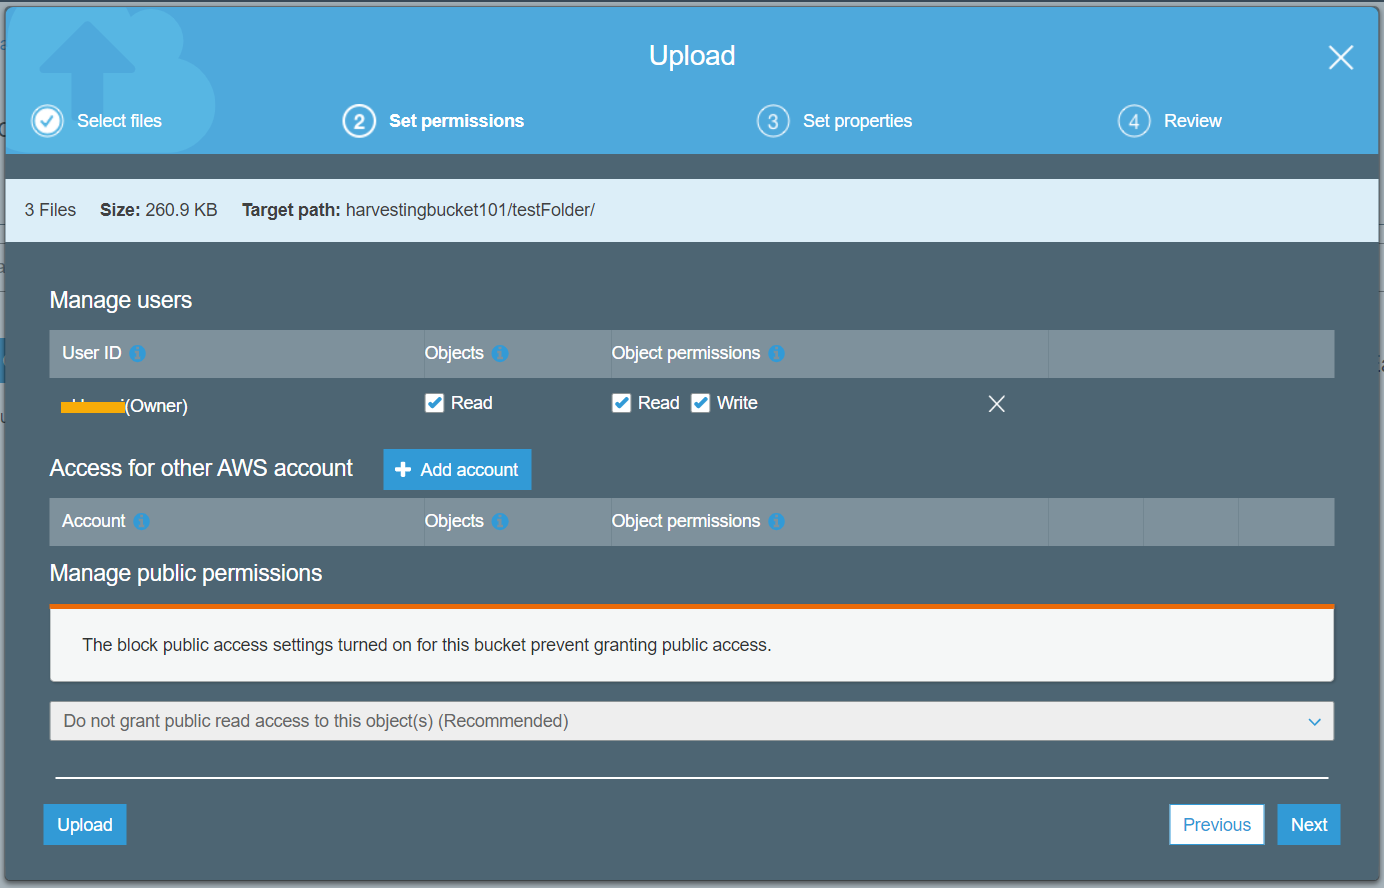 Upload
Select files
2 Set permissions
3 Set properties
4 Review
3 Files Size: 260.9 KB Target path: harvestingbucket101/testFolder/
Manage users
User ID Objects Object permissions
(Owner) Read Read Write
Access for other AWS account Add account
Account Objects Object permissions
Manage public permissions
The block public access settings turned on for this bucket prevent granting public access.
Do not grant public read access to this object(s) (Recommended)
Upload Previous Next